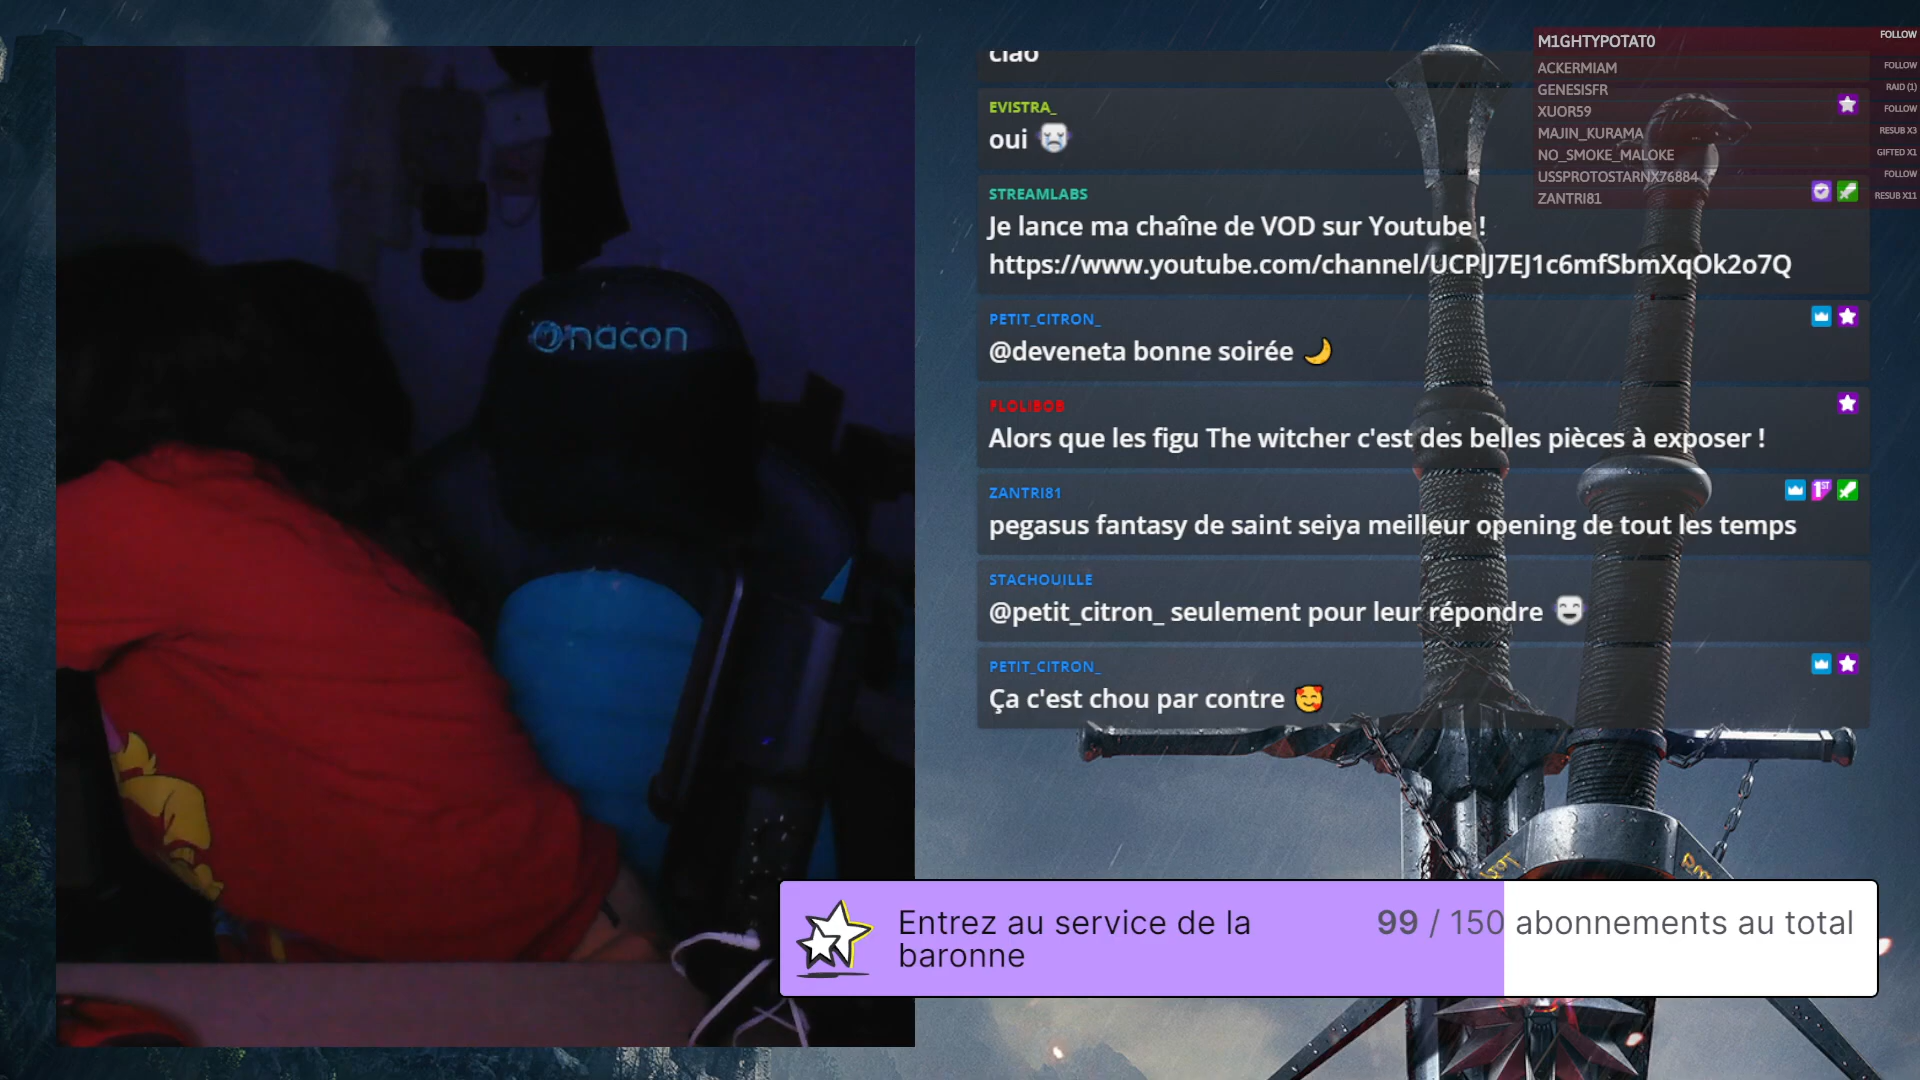 nacon
ciao
EVISTRA_
oui
STREAMLABS
Je lance ma chaîne de VOD sur Youtube !
https://www.youtube.com/channel/UCPlJ7EJ1c6mfSbmXqOk2o7Q
PETIT_CITRON_
@deveneta bonne soirée
FLOLIBOB
Alors que les figu The witcher c'est des belles pièces à exposer !
ZANTRI81
1ST
pegasus fantasy de saint seiya meilleur opening de tout les temps
STACHOUILLE
@petit_citron_ seulement pour leur répondre
PETIT_CITRON_
Ça c'est chou par contre
M1GHTYPOTAT0 FOLLOW
ACKERMIAM FOLLOW
GENESISFR RAID (1)
XUOR59 FOLLOW
MAJIN_KURAMA RESUB X3
NO_SMOKE_MALOKE GIFTED X1
USSPROTOSTARNX76884 FOLLOW
ZANTRI81 RESUB X11
Entrez au service de la
baronne
99 / 150 abonnements au total